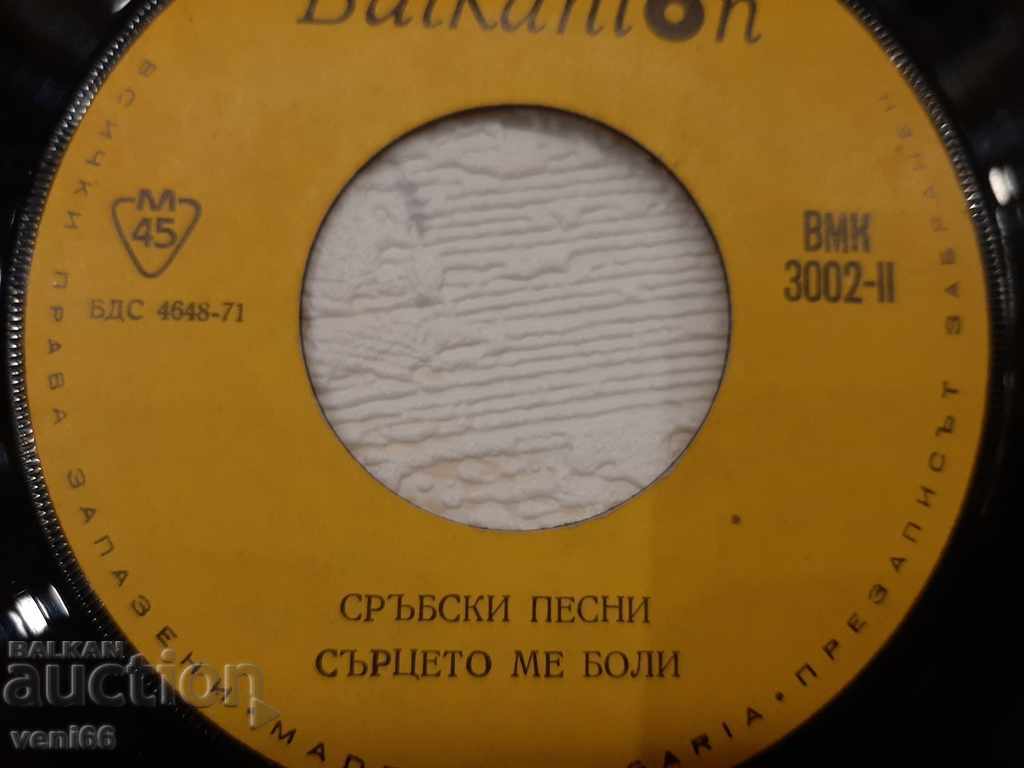 Balkanton
М
45
БДС 4648-71
ВМК
3002-II
СРЪБСКИ ПЕСНИ
СЪРЦЕТО МЕ БОЛИ
ВСИЧКИ ПРАВА ЗАПАЗЕНИ •
ПРЕЗАПИСЪТ ЗАБРАНЕН
BALKAN
auction
veni66